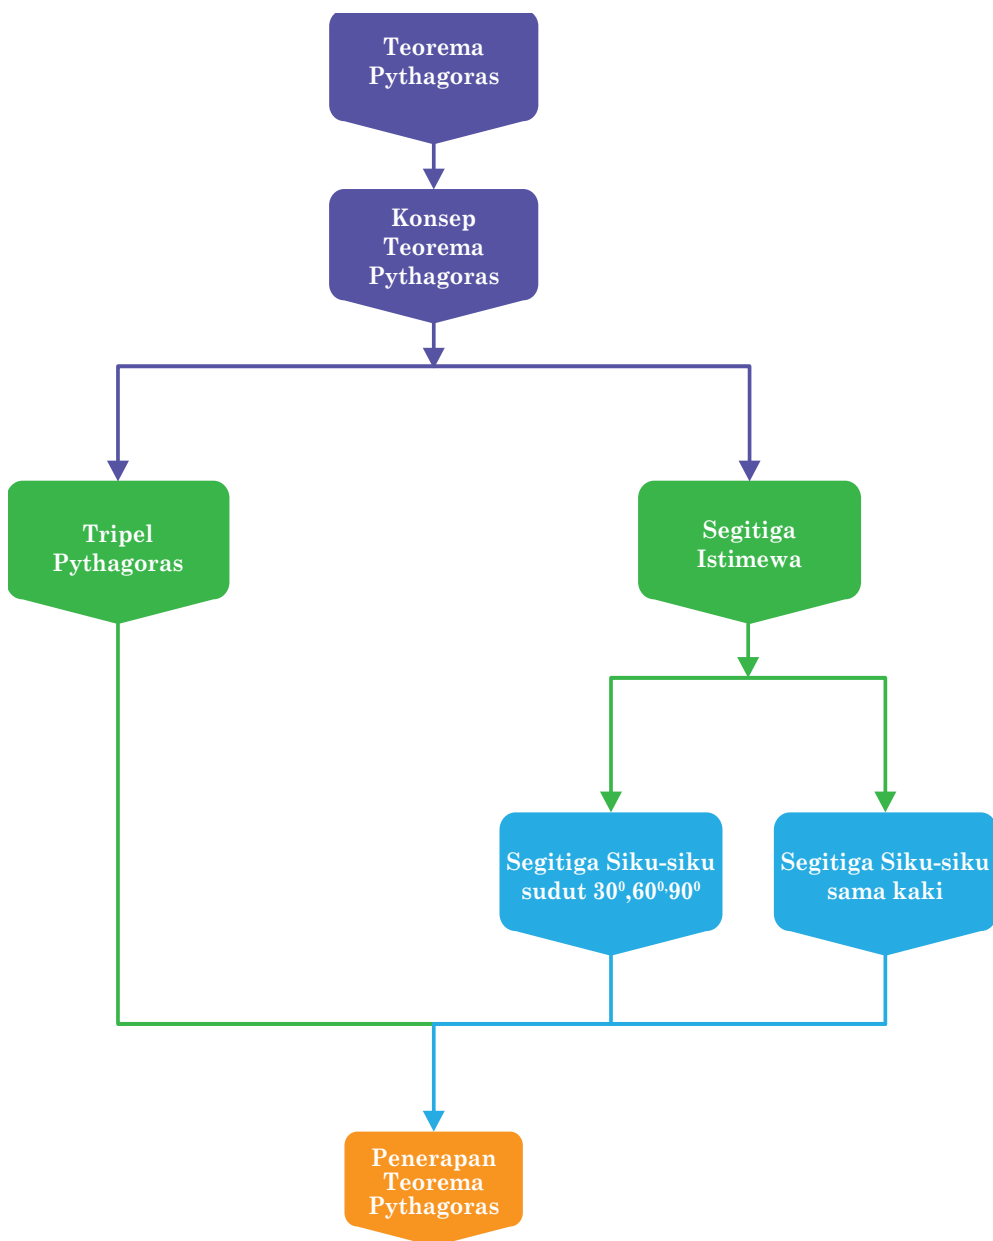 Teorema
Pythagoras
Konsep
Teorema
Pythagoras
Tripel
Pythagoras
Segitiga
Istimewa
Segitiga Siku-siku
sudut 30⁰,60⁰,90⁰
Segitiga Siku-siku
sama kaki
Penerapan
Teorema
Pythagoras